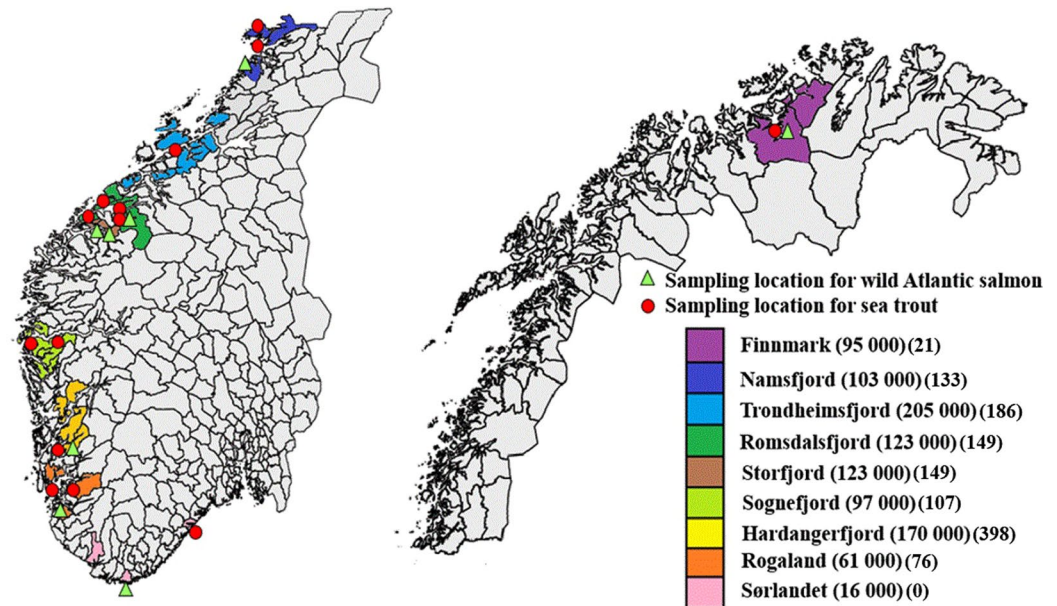 Sampling location for wild Atlantic salmon
Sampling location for sea trout
Finnmark (95 000)(21)
Namsfjord (103 000)(133)
Trondheimsfjord (205 000)(186)
Romsdalsfjord (123 000)(149)
Storfjord (123 000)(149)
Sognefjord (97 000)(107)
Hardangerfjord (170 000)(398)
Rogaland (61 000)(76)
Sørlandet (16 000)(0)